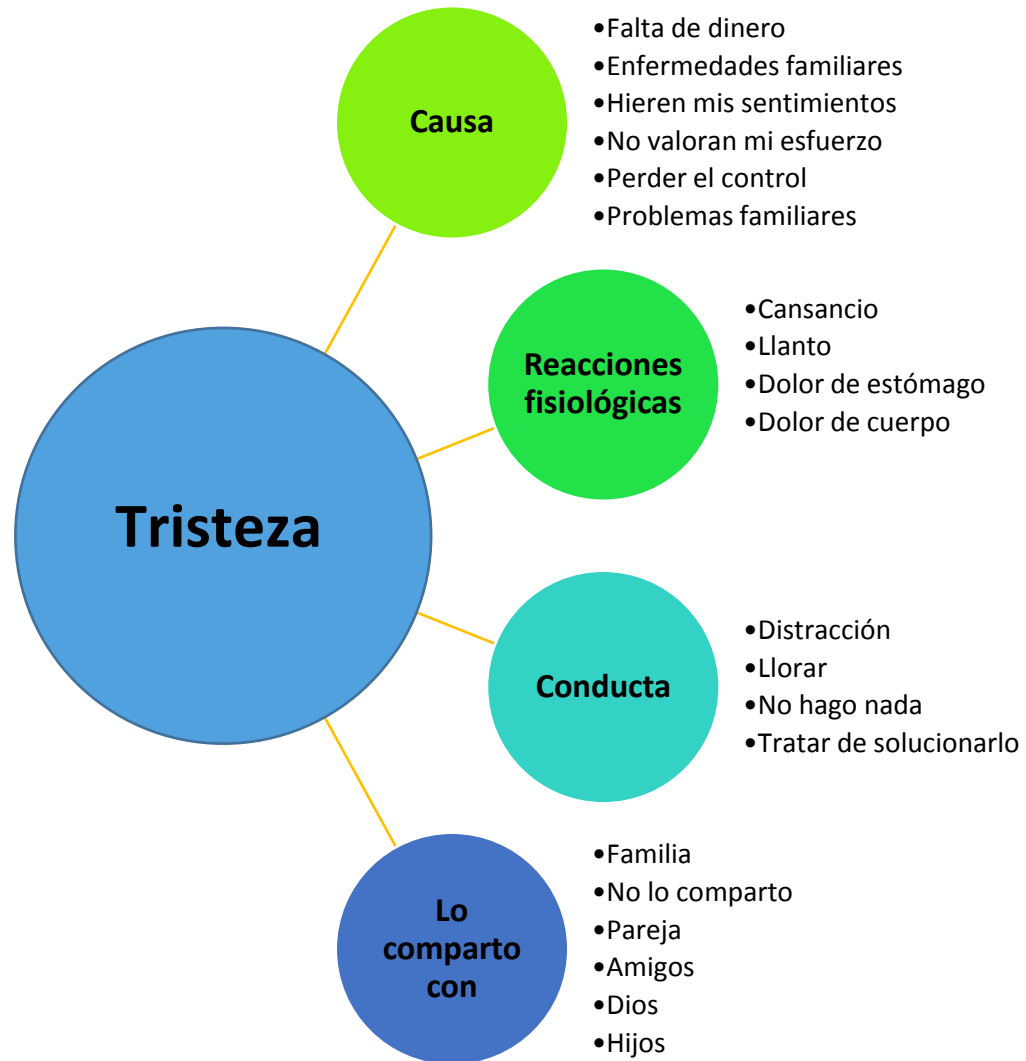 Causa
•Falta de dinero
•Enfermedades familiares
•Hieren mis sentimientos
•No valoran mi esfuerzo
•Perder el control
•Problemas familiares
Reacciones
fisiológicas
•Cansancio
•Llanto
•Dolor de estómago
•Dolor de cuerpo
Tristeza
Conducta
•Distracción
•Llorar
•No hago nada
•Tratar de solucionarlo
Lo
comparto
con
•Familia
•No lo comparto
•Pareja
•Amigos
•Dios
•Hijos